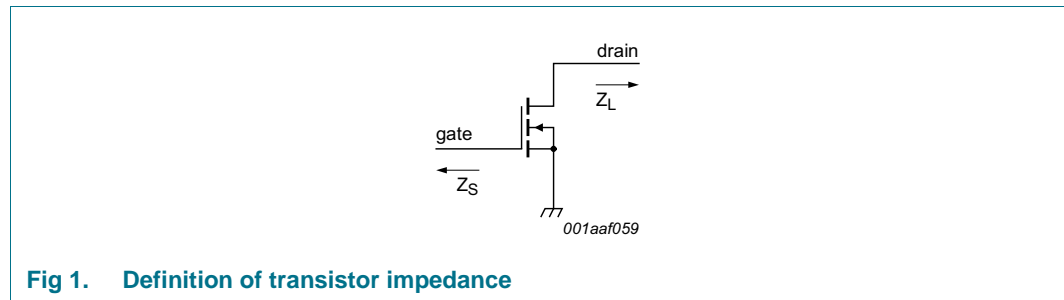 drain
Z_L
gate
Z_S
001aaf059
Fig 1. Definition of transistor impedance